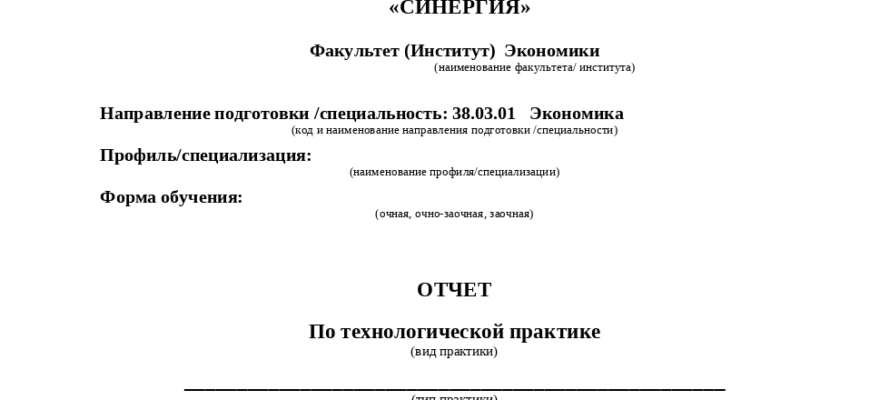 «СИНЕРГИЯ»
Факультет (Институт) Экономики
(наименование факультета/ института)
Направление подготовки /специальность: 38.03.01 Экономика
(код и наименование направления подготовки /специальности)
Профиль/специализация:
(наименование профиля/специализации)
Форма обучения:
(очная, очно-заочная, заочная)
ОТЧЕТ
По технологической практике
(вид практики)
(тип практики)